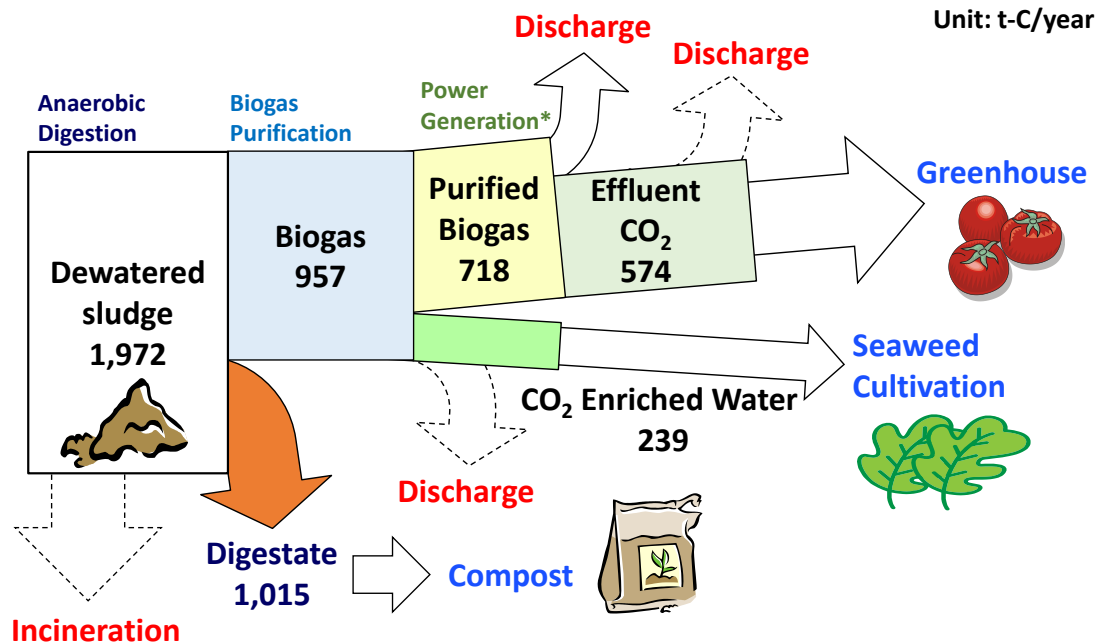 Unit: t-C/year
Discharge
Discharge
Anaerobic
Digestion
Biogas
Purification
Power
Generation*
Dewatered
sludge
1,972
Biogas
957
Purified
Biogas
718
Effluent
CO₂
574
Greenhouse
Seaweed
Cultivation
CO₂ Enriched Water
239
Discharge
Digestate
1,015
Compost
Incineration